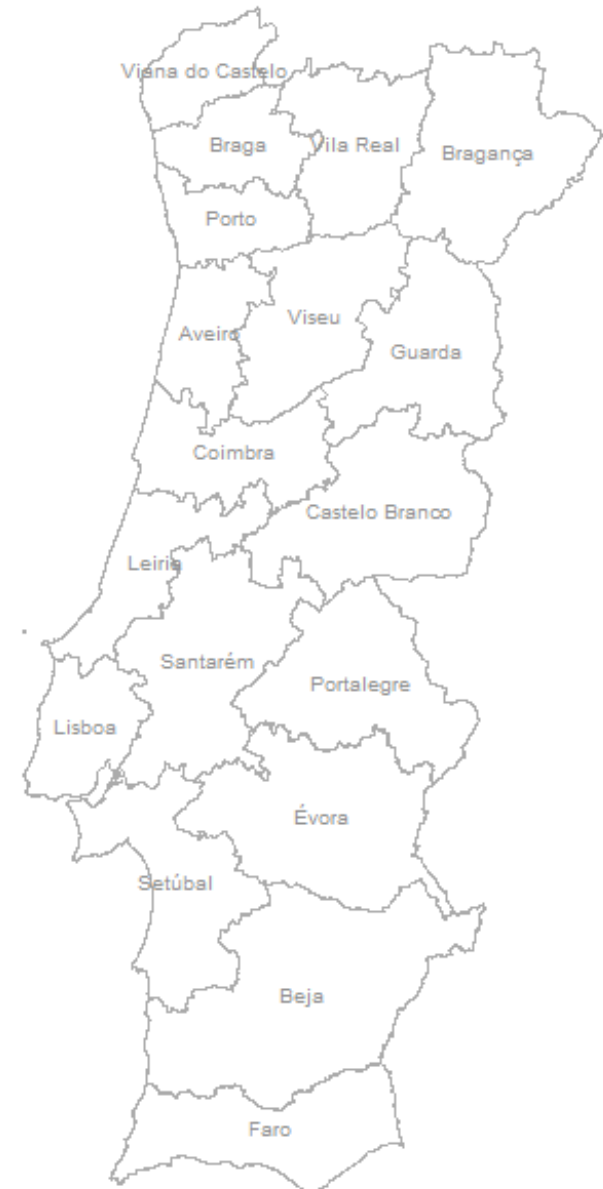 Viana do Castelo
Braga
Vila Real
Bragança
Porto
Viseu
Aveiro
Guarda
Coimbra
Castelo Branco
Leiria
Santarém
Portalegre
Lisboa
Évora
Setúbal
Beja
Faro